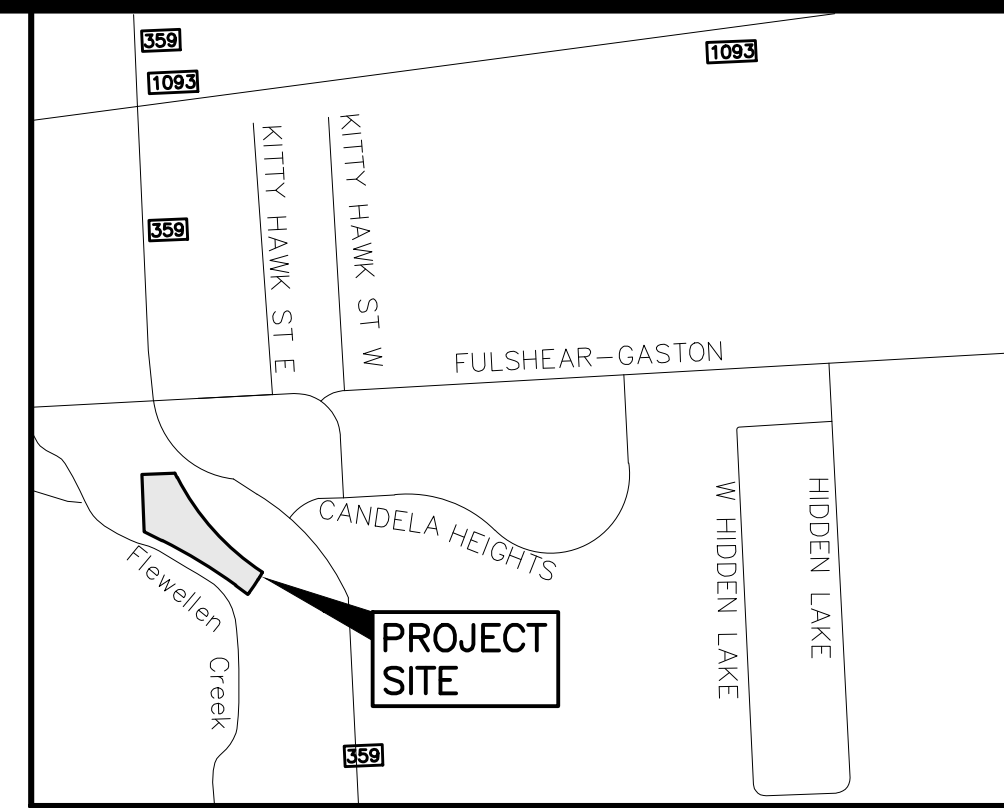 359
1093
1093
359
KITTY HAWK ST E
KITTY HAWK ST W
FULSHEAR-GASTON
CANDELA HEIGHTS
W HIDDEN LAKE
HIDDEN LAKE
Flewellen Creek
PROJECT
SITE
359